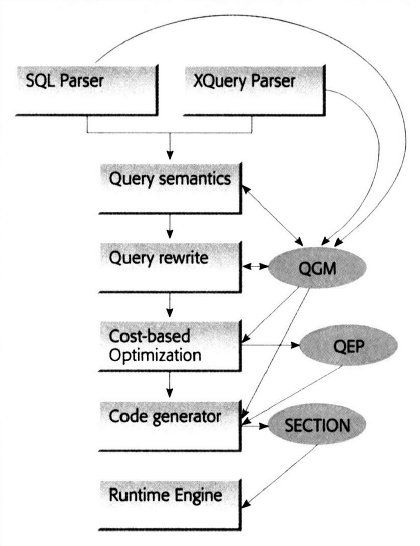 SQL Parser
XQuery Parser
Query semantics
Query rewrite
QGM
Cost-based
Optimization
QEP
Code generator
SECTION
Runtime Engine